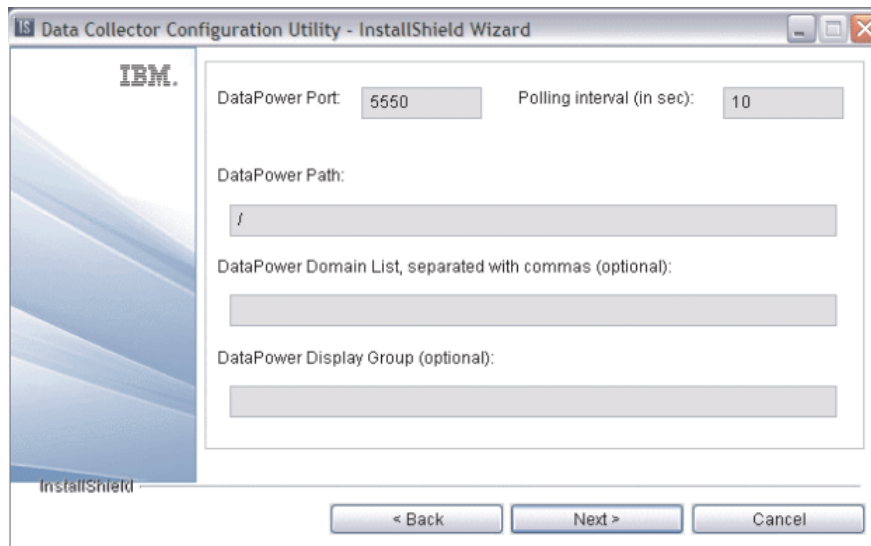 IS Data Collector Configuration Utility - InstallShield Wizard
IBM.
DataPower Port: 5550 Polling interval (in sec): 10
DataPower Path:
/
DataPower Domain List, separated with commas (optional):
DataPower Display Group (optional):
InstallShield
< Back Next > Cancel